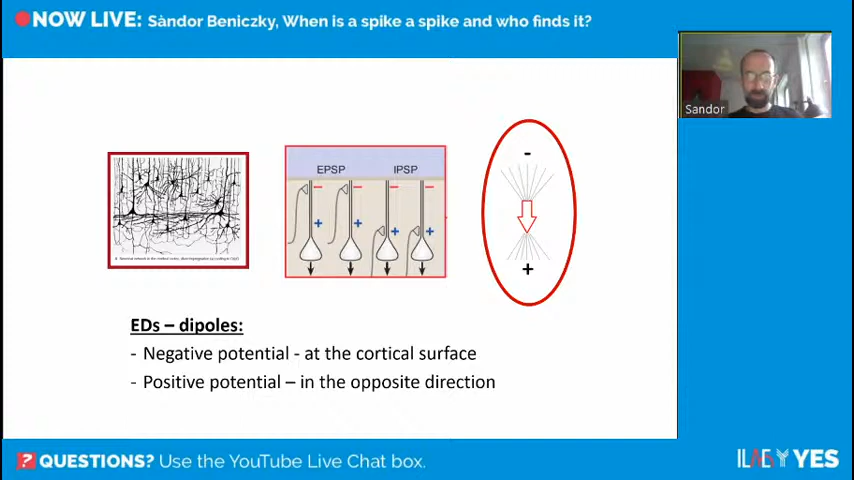 NOW LIVE: Sàndor Beniczky, When is a spike a spike and who finds it?
Sandor
EPSP IPSP
− − − −
+ + + +
-
+
EDs – dipoles:
- Negative potential - at the cortical surface
- Positive potential – in the opposite direction
? QUESTIONS? Use the YouTube Live Chat box.
ILAE YES